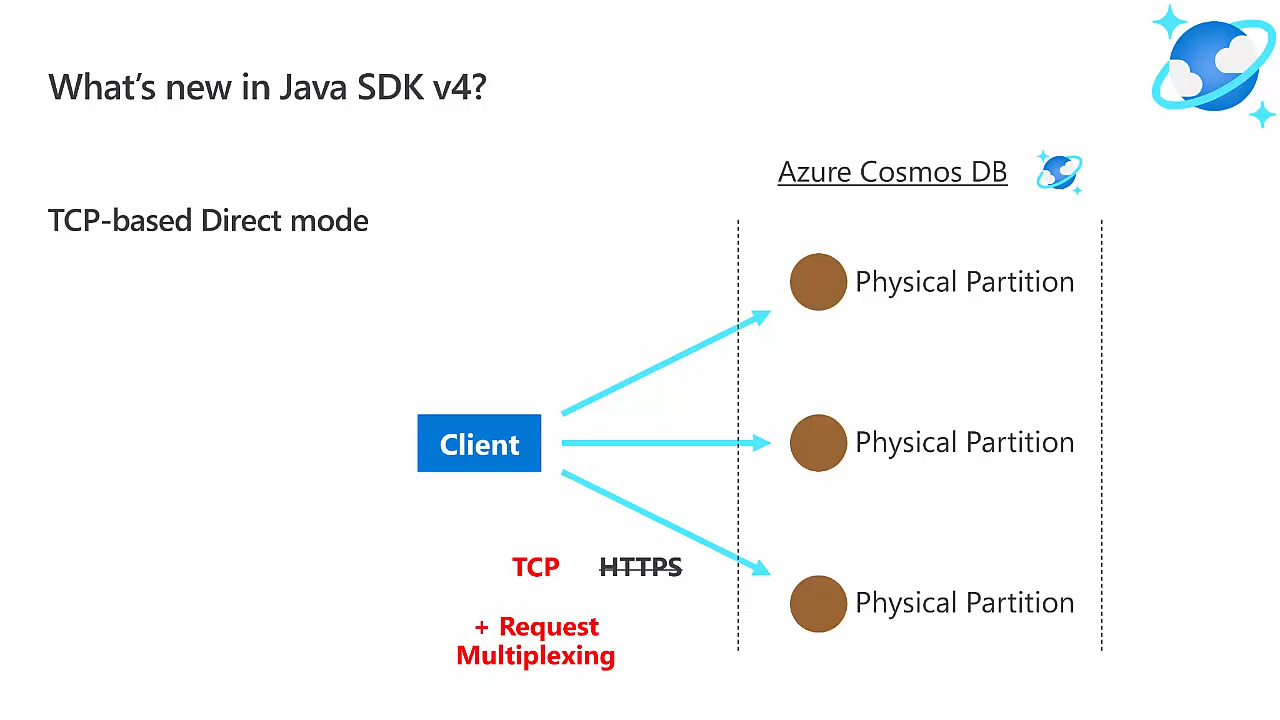 What's new in Java SDK v4?
Azure Cosmos DB
TCP-based Direct mode
Physical Partition
Client
Physical Partition
TCP HTTPS
Physical Partition
+ Request
Multiplexing